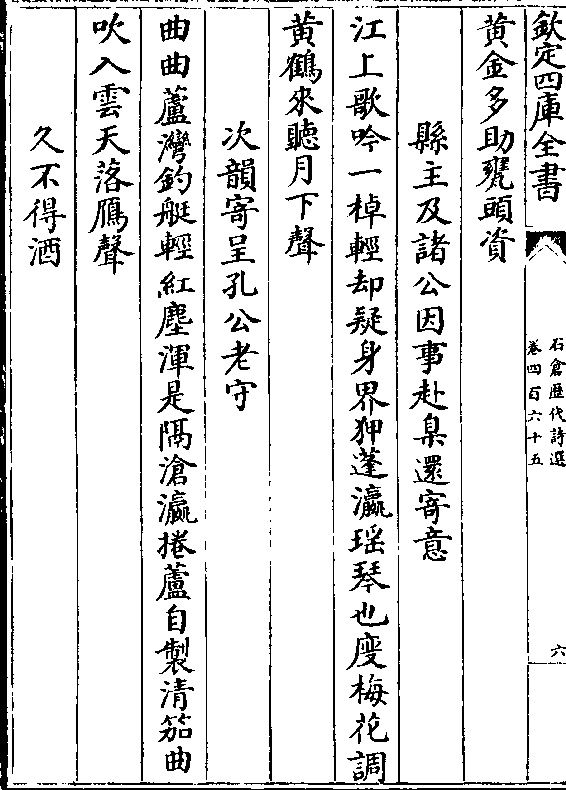 欽定四庫全書
石倉歴代詩選
卷四百六十五
六
黄金多助甕頭資
縣主及諸公因事赴臬還寄意
江上歌吟一棹輕却疑身界狎蓬瀛瑶琴也度梅花調
黄鶴來聽月下聲
次韻寄呈孔公老守
曲曲蘆灣釣艇輕紅塵渾是隔滄瀛捲蘆自製清笳曲
吹入雲天落鴈聲
久不得酒